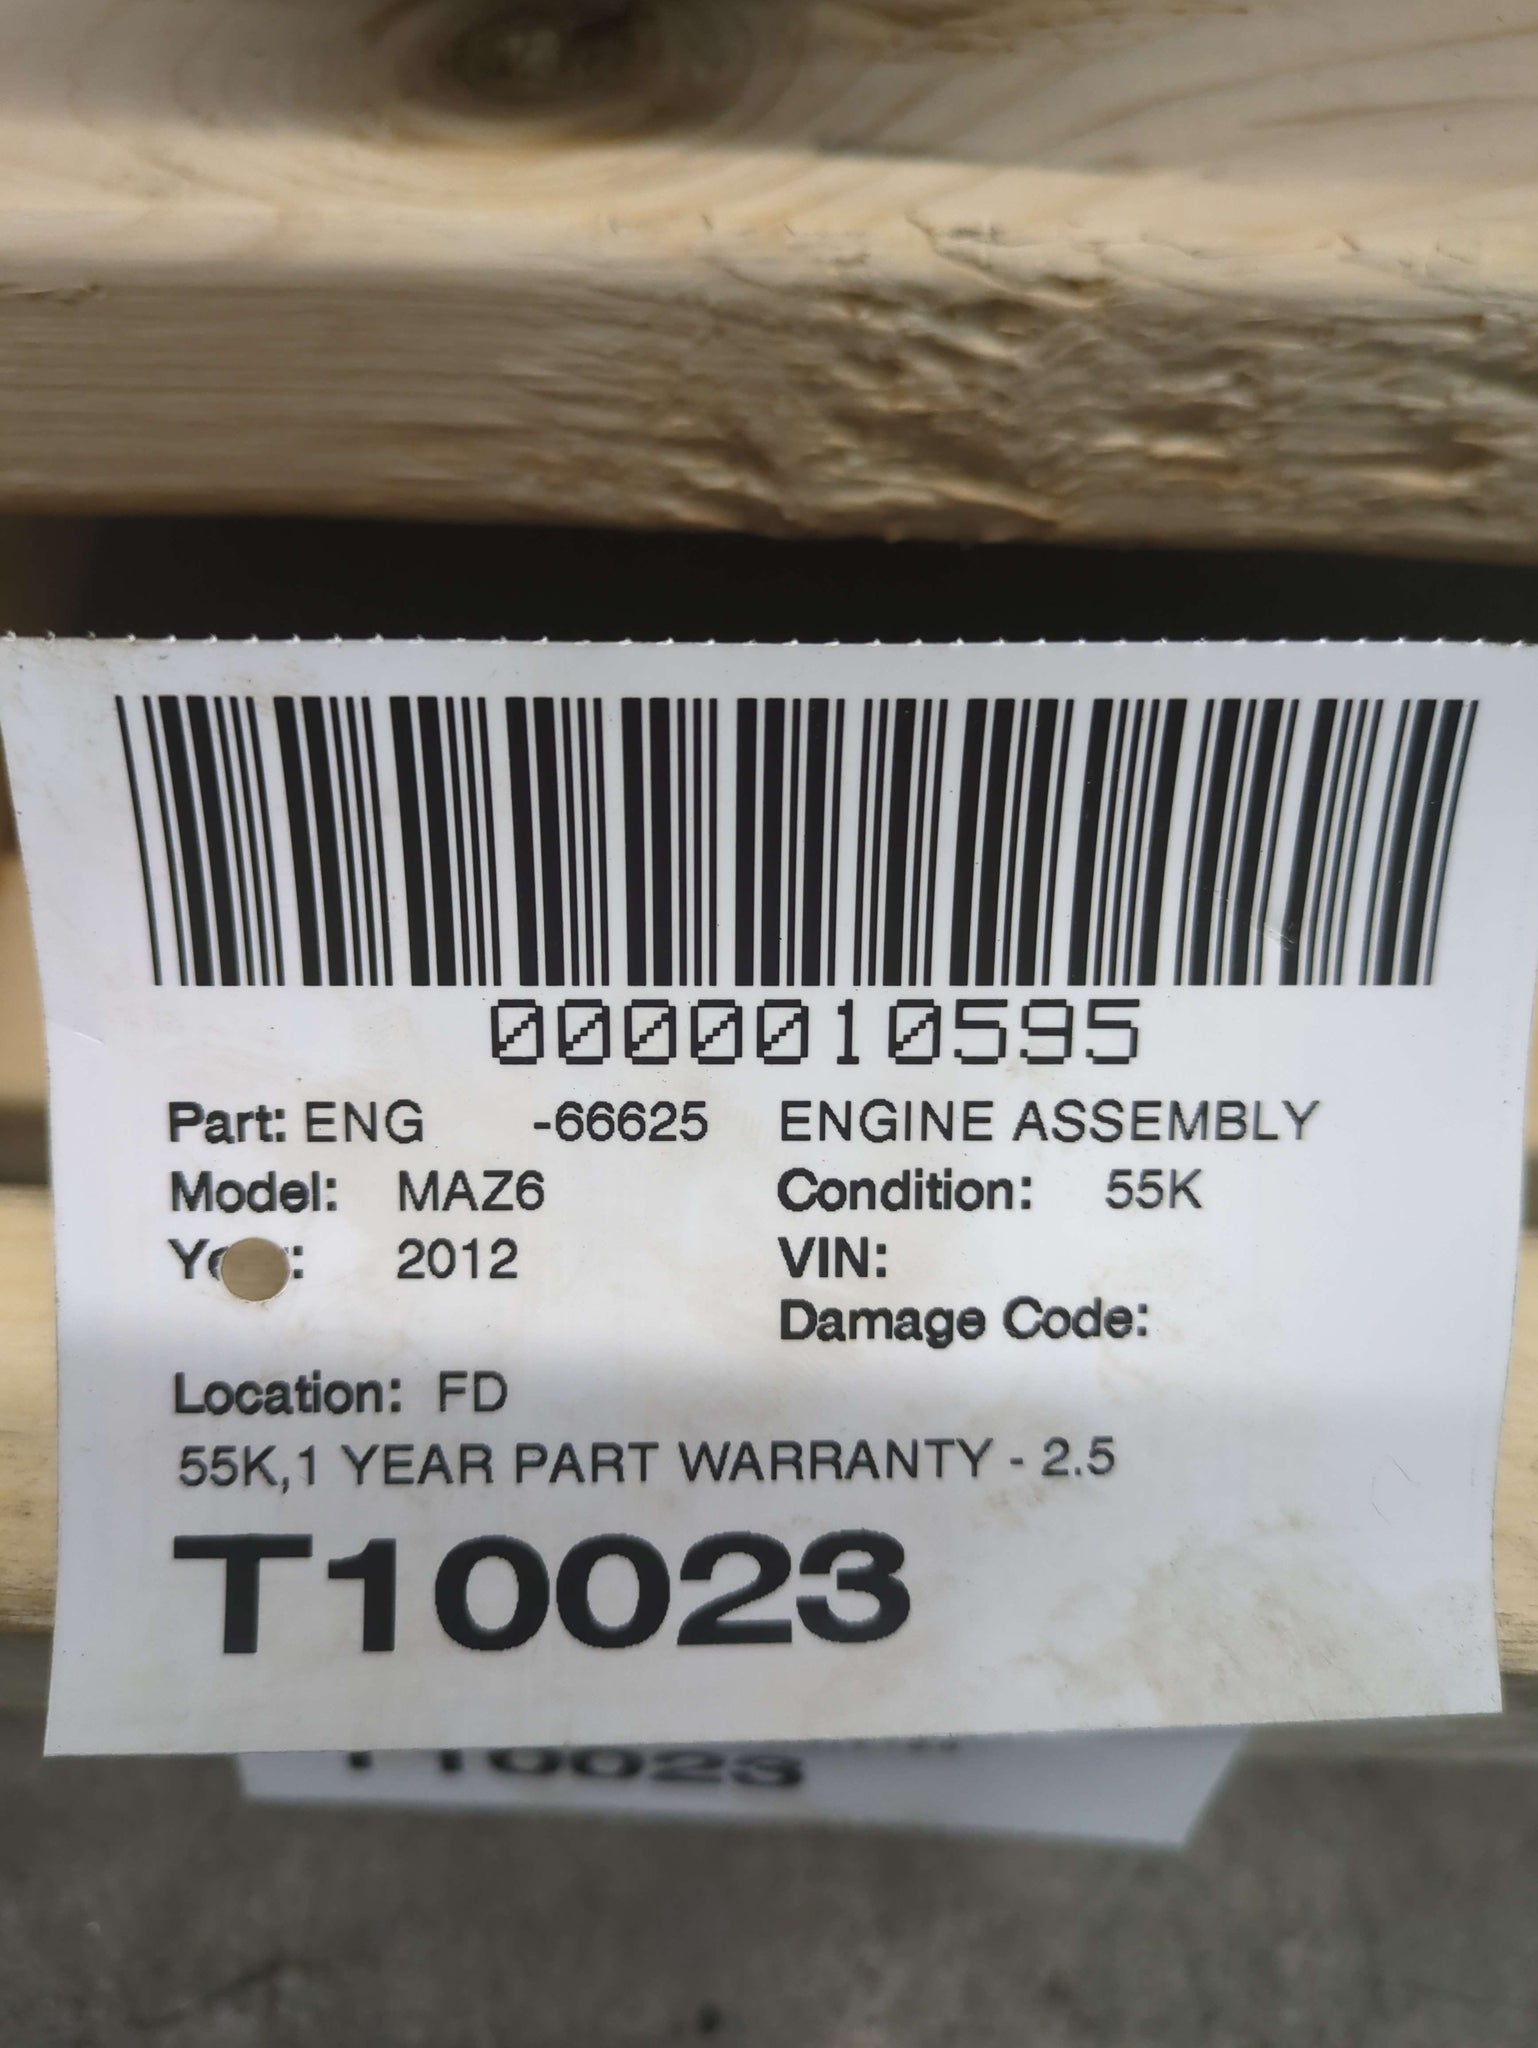 0000010595
Part: ENG -66625 ENGINE ASSEMBLY
Model: MAZ6 Condition: 55K
2012 VIN:
Damage Code:
Location: FD
55K,1 YEAR PART WARRANTY - 2.5
T10023
T10023